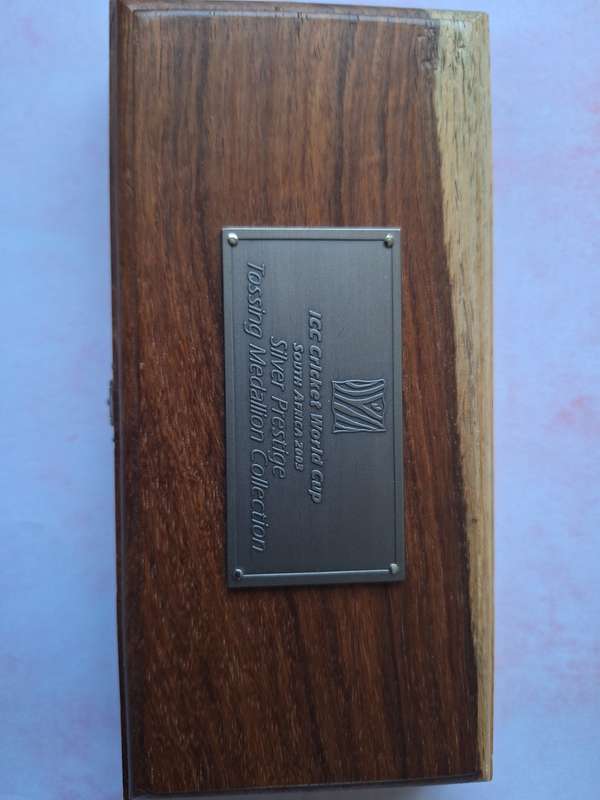 ICC Cricket World Cup
SOUTH AFRICA 2003
Silver Prestige
Tossing Medallion Collection